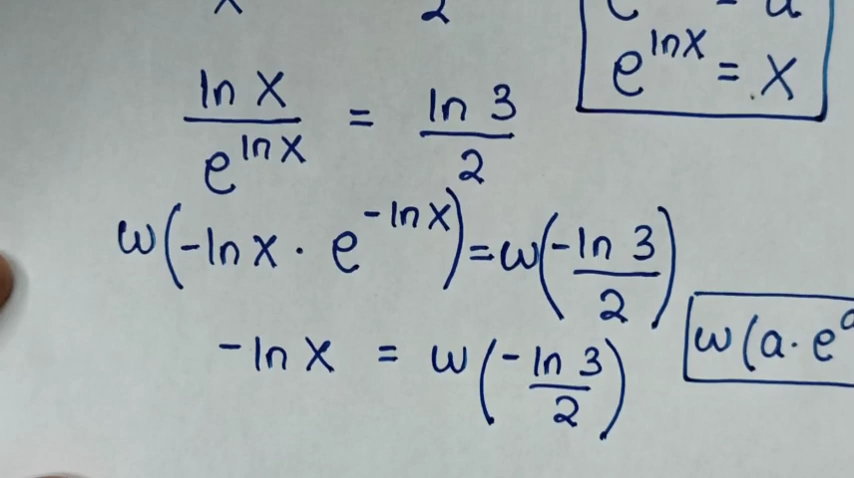 e^{ln x} = x
ln x / e^{ln x} = ln 3 / 2
w(-ln x · e^{-ln x}) = w(-ln 3 / 2)
w(a · e
-ln x = w(-ln 3 / 2)